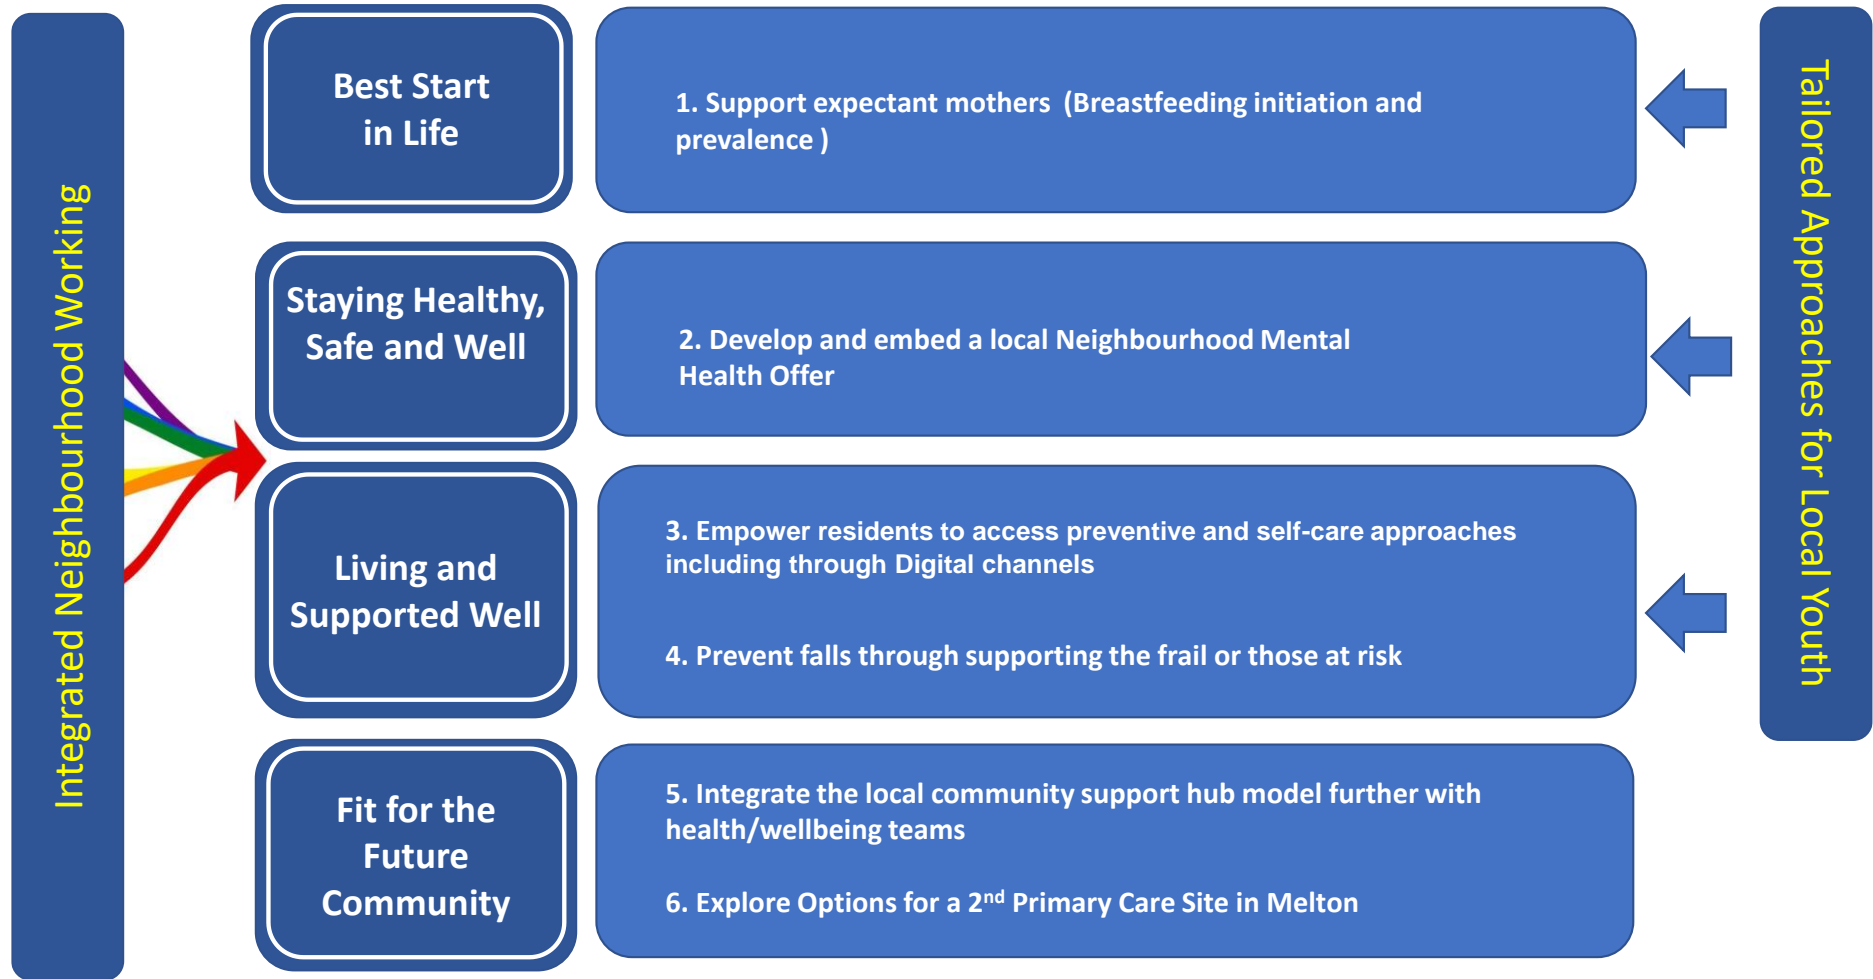 Integrated Neighbourhood Working
Best Start
in Life
1. Support expectant mothers (Breastfeeding initiation and
prevalence )
Staying Healthy,
Safe and Well
2. Develop and embed a local Neighbourhood Mental
Health Offer
Living and
Supported Well
3. Empower residents to access preventive and self-care approaches
including through Digital channels
4. Prevent falls through supporting the frail or those at risk
Fit for the
Future
Community
5. Integrate the local community support hub model further with
health/wellbeing teams
6. Explore Options for a 2nd Primary Care Site in Melton
Tailored Approaches for Local Youth